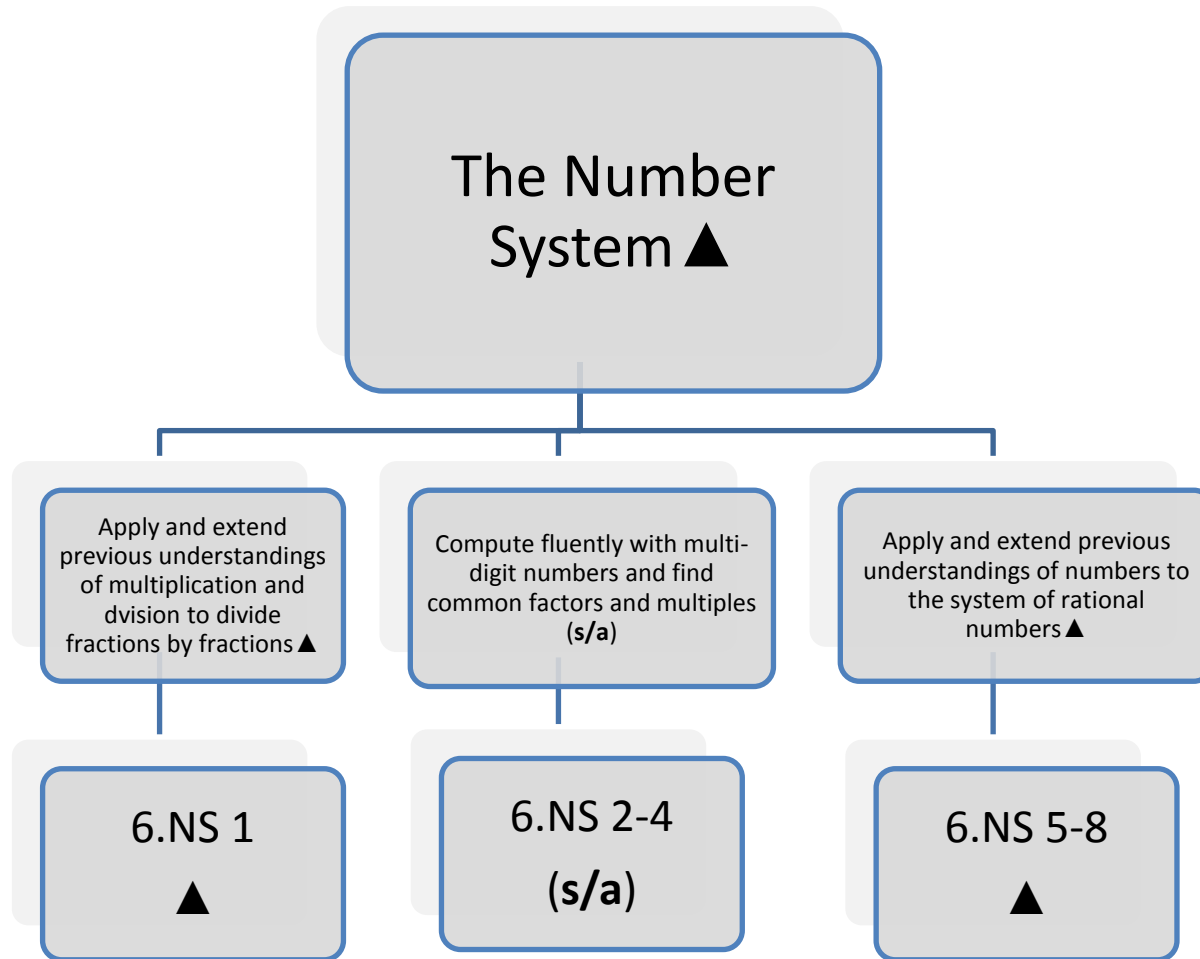 The Number
System▲
Apply and extend
previous understandings
of multiplication and
dvision to divide
fractions by fractions▲
Compute fluently with multi-
digit numbers and find
common factors and multiples
(s/a)
Apply and extend previous
understandings of numbers to
the system of rational
numbers▲
6.NS 1
▲
6.NS 2-4
(s/a)
6.NS 5-8
▲